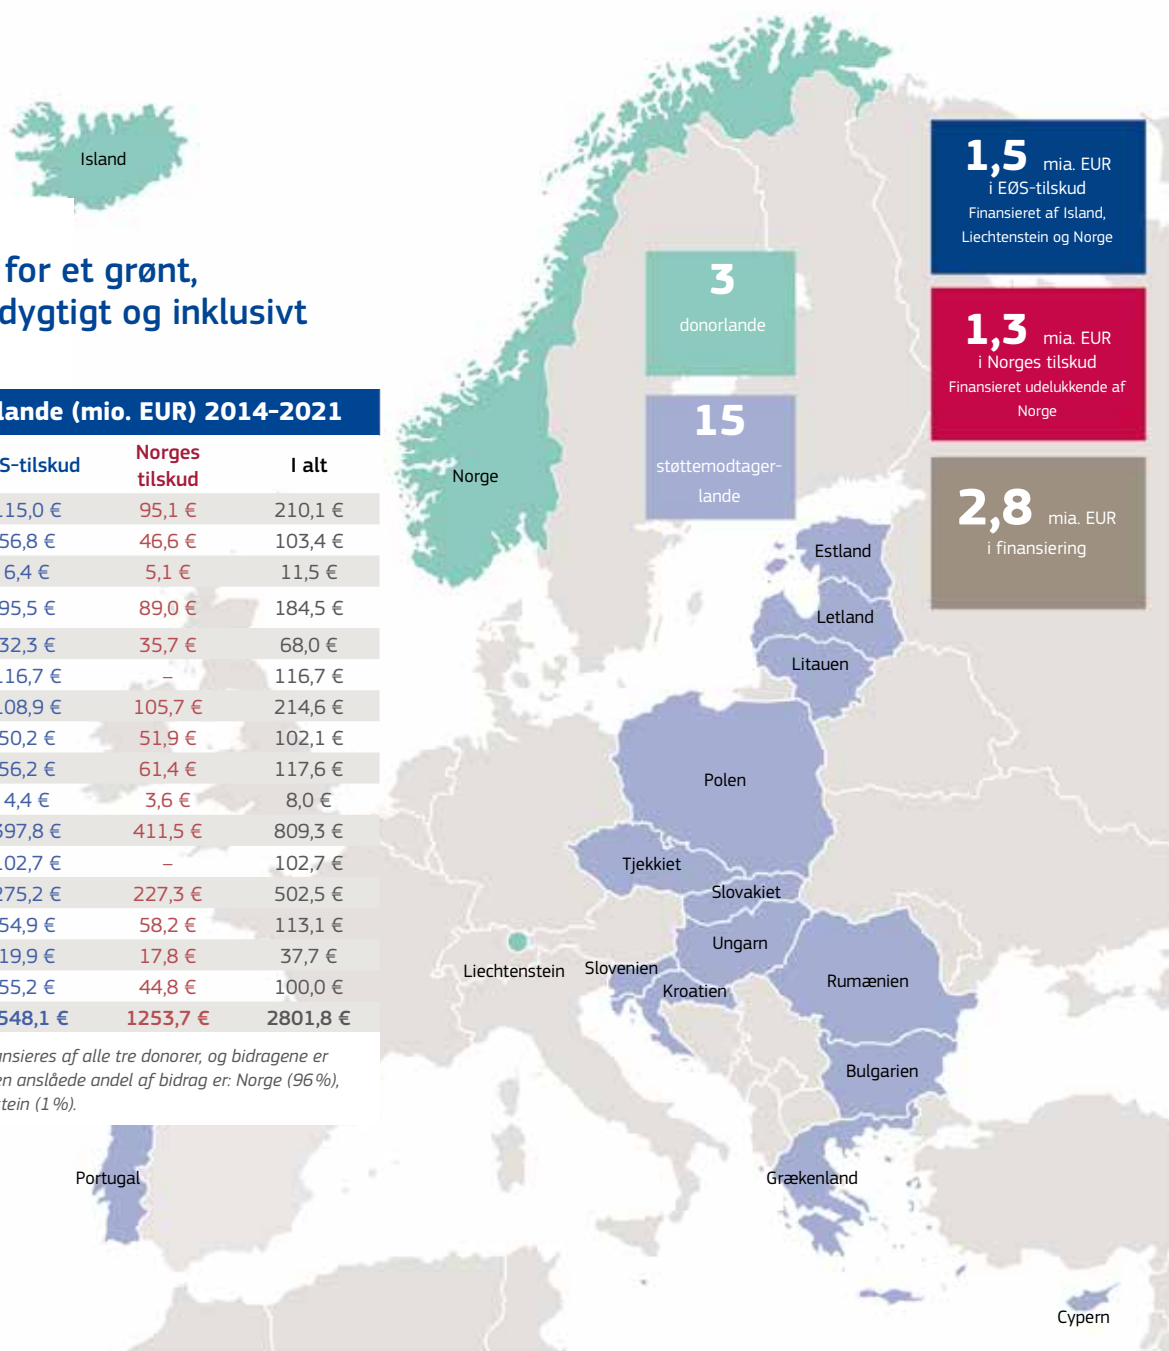 Island
for et grønt,
dygtigt og inklusivt
lande (mio. EUR) 2014-2021
S-tilskud Norges tilskud I alt
115,0 € 95,1 € 210,1 €
56,8 € 46,6 € 103,4 €
6,4 € 5,1 € 11,5 €
95,5 € 89,0 € 184,5 €
32,3 € 35,7 € 68,0 €
116,7 € – 116,7 €
108,9 € 105,7 € 214,6 €
50,2 € 51,9 € 102,1 €
56,2 € 61,4 € 117,6 €
4,4 € 3,6 € 8,0 €
397,8 € 411,5 € 809,3 €
102,7 € – 102,7 €
275,2 € 227,3 € 502,5 €
54,9 € 58,2 € 113,1 €
19,9 € 17,8 € 37,7 €
55,2 € 44,8 € 100,0 €
548,1 € 1253,7 € 2801,8 €
nsieres af alle tre donorer, og bidragene er
en anslåede andel af bidrag er: Norge (96%),
tein (1%).
3
donorlande
15
støttemodtager-
lande
1,5 mia. EUR
i EØS-tilskud
Finansieret af Island,
Liechtenstein og Norge
1,3 mia. EUR
i Norges tilskud
Finansieret udelukkende af
Norge
2,8 mia. EUR
i finansiering
Norge
Estland
Letland
Litauen
Polen
Tjekkiet
Slovakiet
Ungarn
Liechtenstein
Slovenien
Kroatien
Rumænien
Bulgarien
Portugal
Grækenland
Cypern